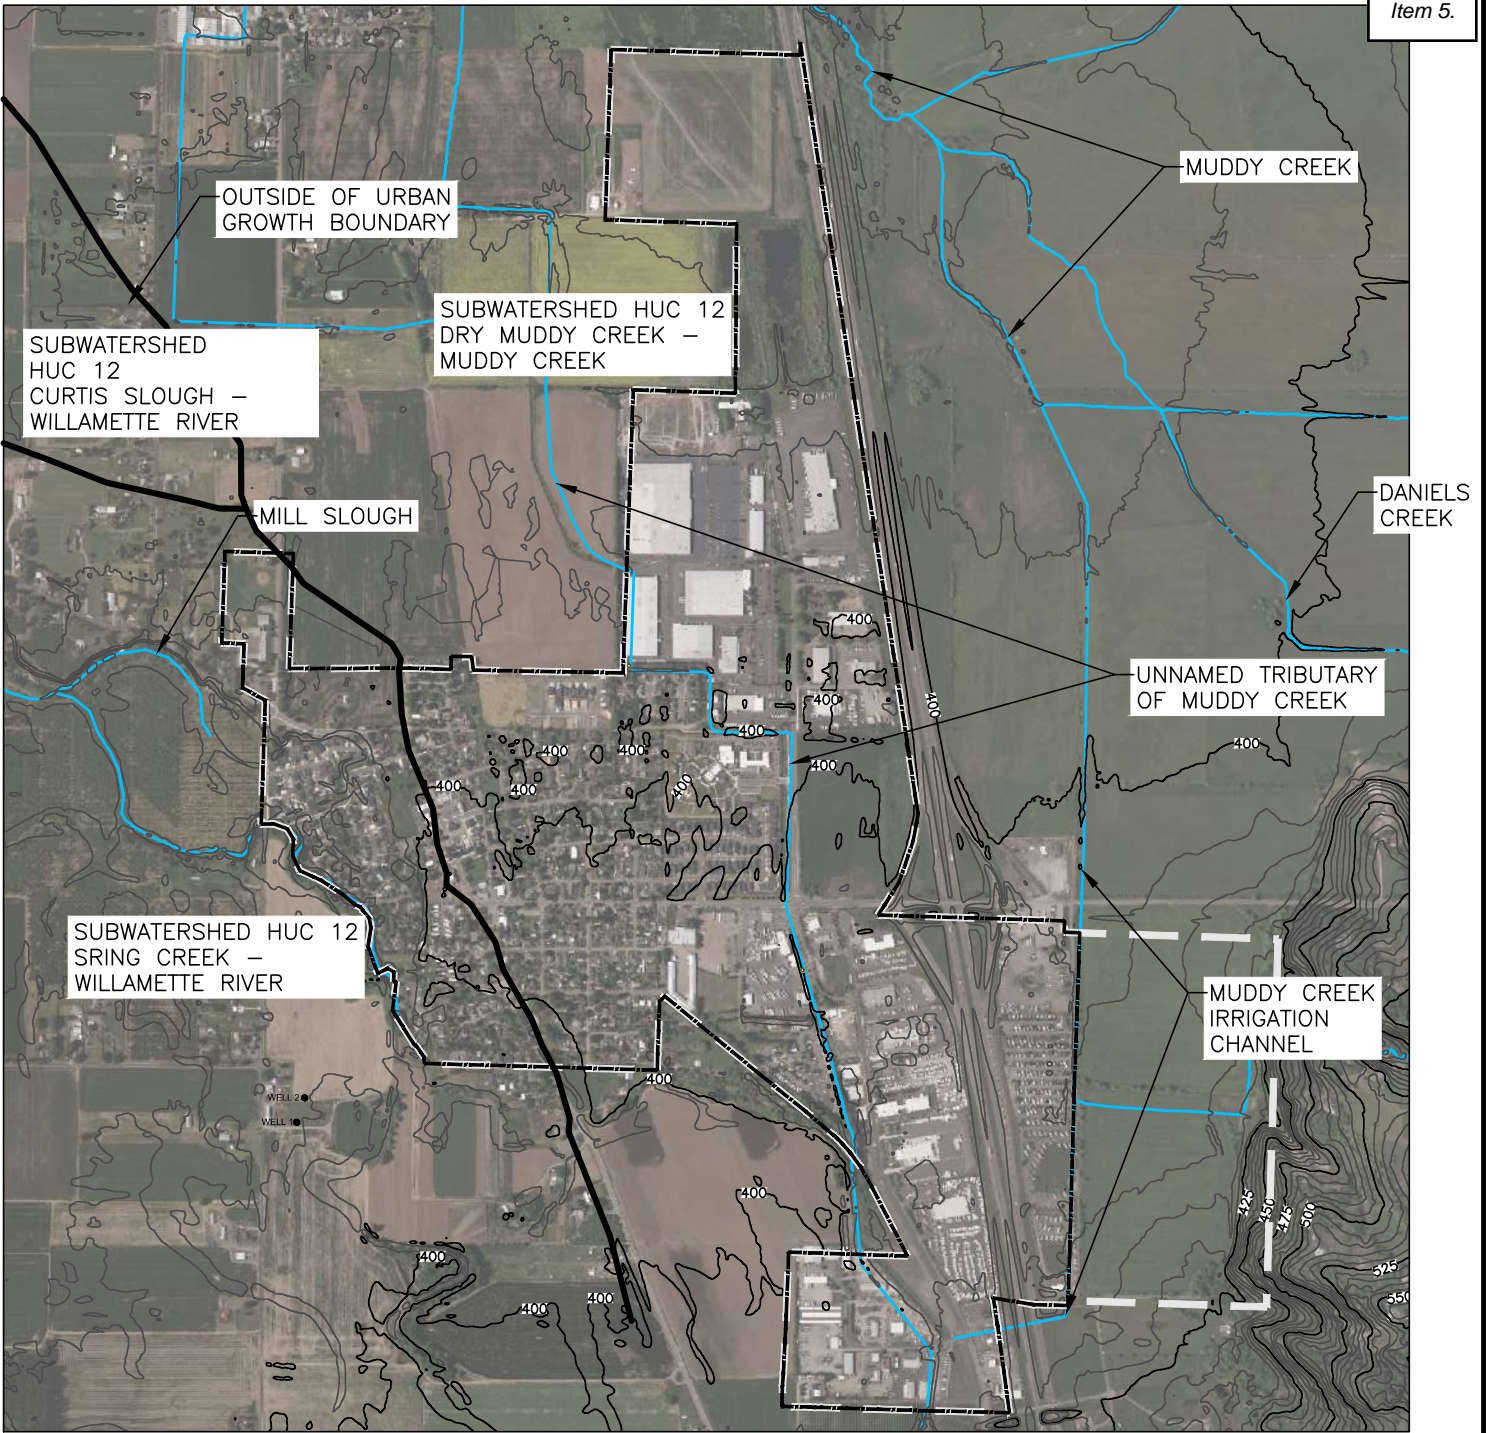 Item 5.
MUDDY CREEK
OUTSIDE OF URBAN
GROWTH BOUNDARY
SUBWATERSHED HUC 12
DRY MUDDY CREEK –
MUDDY CREEK
SUBWATERSHED
HUC 12
CURTIS SLOUGH –
WILLAMETTE RIVER
DANIELS
CREEK
MILL SLOUGH
400
UNNAMED TRIBUTARY
OF MUDDY CREEK
400
400
400
400
400
400
400
400
400
400
400
SUBWATERSHED HUC 12
SRING CREEK –
WILLAMETTE RIVER
MUDDY CREEK
IRRIGATION
CHANNEL
400
WELL 2
WELL 1
400
425
450
475
500
400
525
400
400
550